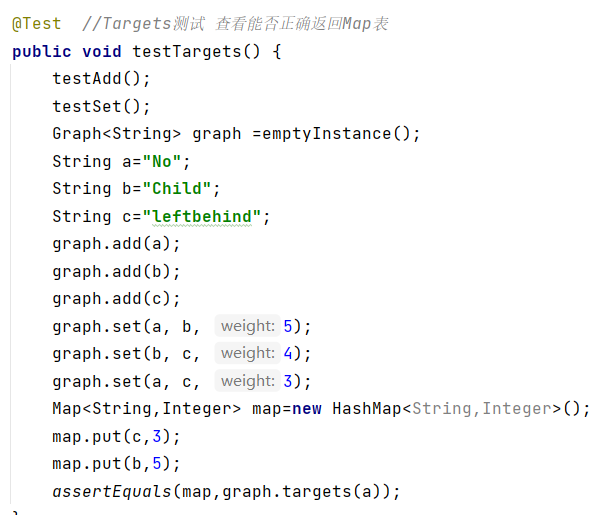 @Test  //Targets测试 查看能否正确返回Map表
public void testTargets() {
    testAdd();
    testSet();
    Graph<String> graph =emptyInstance();
    String a="No";
    String b="Child";
    String c="leftbehind";
    graph.add(a);
    graph.add(b);
    graph.add(c);
    graph.set(a, b, weight: 5);
    graph.set(b, c, weight: 4);
    graph.set(a, c, weight: 3);
    Map<String,Integer> map=new HashMap<String,Integer>();
    map.put(c,3);
    map.put(b,5);
    assertEquals(map,graph.targets(a));
}